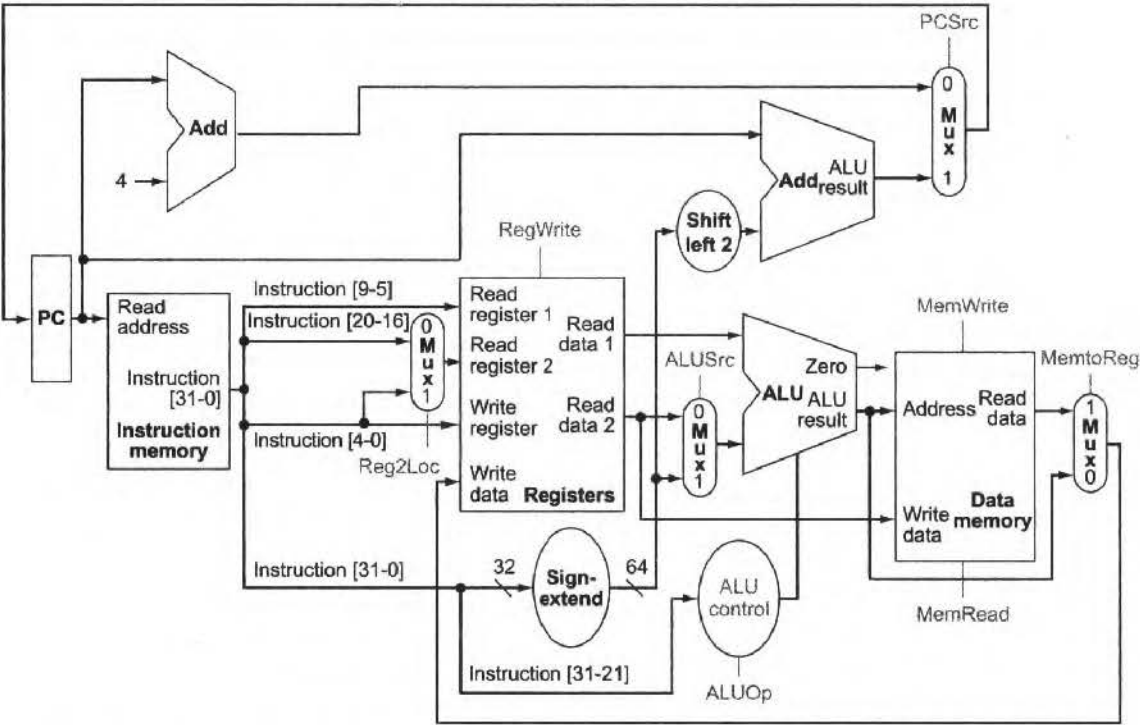 PCSrc
0
M
u
x
1
Add
4
Add
ALU
result
Shift
left 2
RegWrite
PC
Read
address
Instruction
[31-0]
Instruction
memory
Instruction [9-5]
Instruction [20-16]
Instruction [4-0]
0
M
u
x
1
Reg2Loc
Read
register 1
Read
register 2
Write
register
Write
data
Read
data 1
Read
data 2
Registers
ALUSrc
0
M
u
x
1
Zero
ALU
ALU
result
MemWrite
Address
Read
data
Write
data
Data
memory
MemRead
MemtoReg
1
M
u
x
0
Instruction [31-0]
32
Sign-
extend
64
ALU
control
ALUOp
Instruction [31-21]